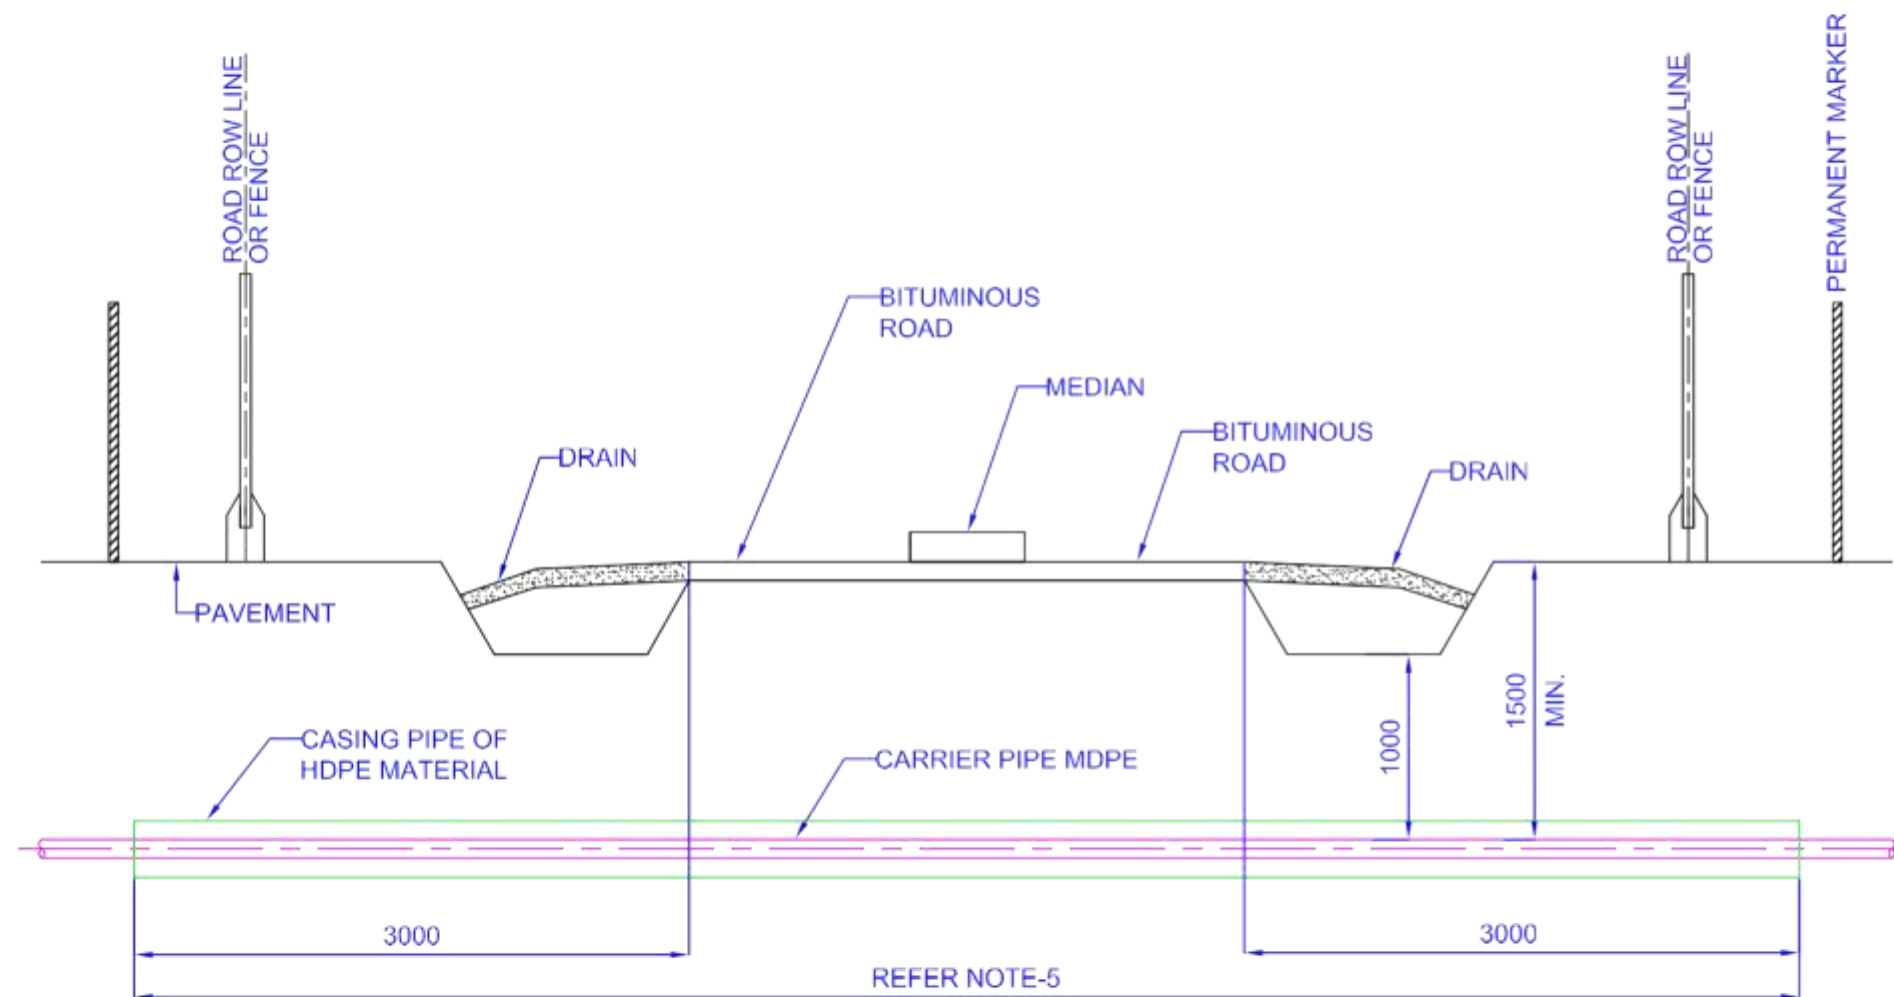 ROAD ROW LINE
OR FENCE
ROAD ROW LINE
OR FENCE
PERMANENT MARKER
BITUMINOUS
ROAD
MEDIAN
BITUMINOUS
ROAD
DRAIN
DRAIN
PAVEMENT
1500
MIN.
1000
CASING PIPE OF
HDPE MATERIAL
CARRIER PIPE MDPE
3000
3000
REFER NOTE-5